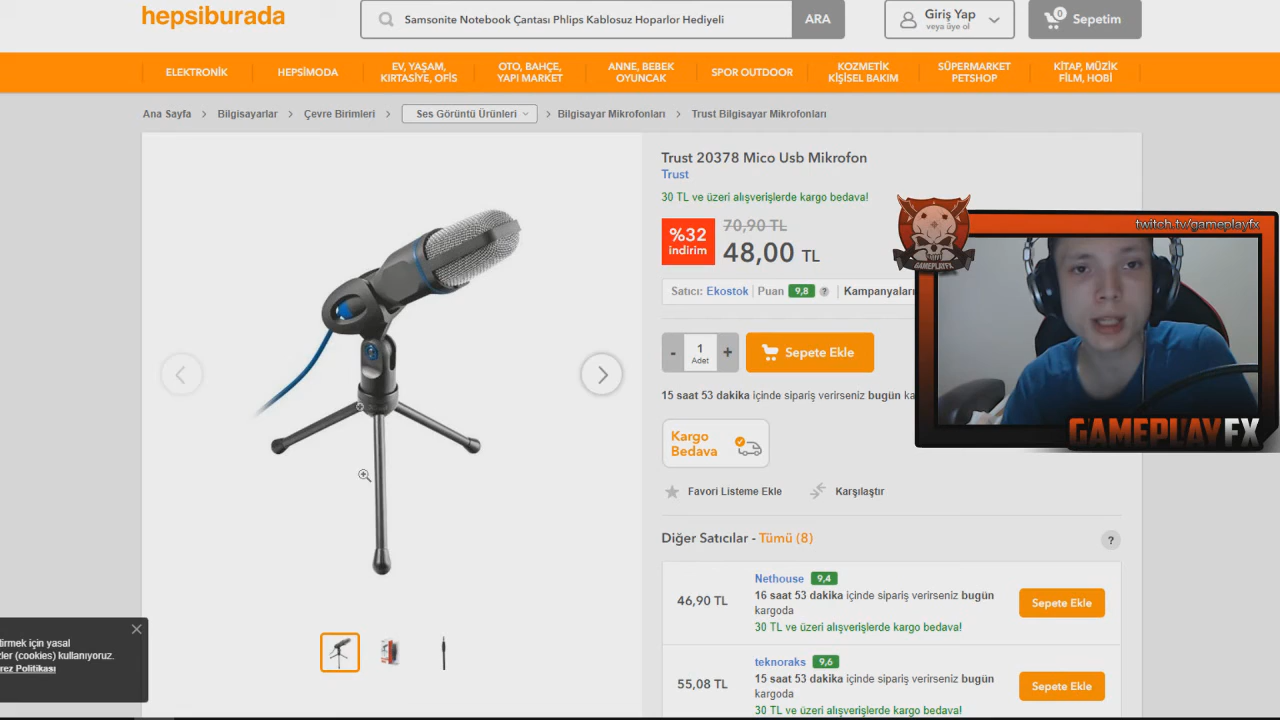 hepsiburada
Samsonite Notebook Çantası Phlips Kablosuz Hoparlor Hediyeli
ARA
Giriş Yap
veya üye ol
0
Sepetim
ELEKTRONİK
HEPSİMODA
EV, YAŞAM,
KIRTASİYE, OFİS
OTO, BAHÇE,
YAPI MARKET
ANNE, BEBEK
OYUNCAK
SPOR OUTDOOR
KOZMETİK
KİŞİSEL BAKIM
SÜPERMARKET
PETSHOP
KİTAP, MÜZİK
FİLM, HOBİ
Ana Sayfa > Bilgisayarlar > Çevre Birimleri > Ses Görüntü Ürünleri > Bilgisayar Mikrofonları > Trust Bilgisayar Mikrofonları
Trust 20378 Mico Usb Mikrofon
Trust
30 TL ve üzeri alışverişlerde kargo bedava!
%32
indirim
70,90 TL
48,00 TL
Satıcı: Ekostok | Puan 9,8 ? | Kampanyaları
- 1 +
Adet
Sepete Ekle
15 saat 53 dakika içinde sipariş verirseniz bugün ka
Kargo
Bedava
Favori Listeme Ekle
Karşılaştır
Diğer Satıcılar - Tümü (8)
?
46,90 TL
Nethouse 9,4
16 saat 53 dakika içinde sipariş verirseniz bugün
kargoda
30 TL ve üzeri alışverişlerde kargo bedava!
Sepete Ekle
55,08 TL
teknoraks 9,6
15 saat 53 dakika içinde sipariş verirseniz bugün
kargoda
30 TL ve üzeri alışverişlerde kargo bedava!
Sepete Ekle
twitch.tv/gameplayfx
GAMEPLAYFX
GAMEPLAYFX
tirmek için yasal
zler (cookies) kullanıyoruz.
rez Politikası